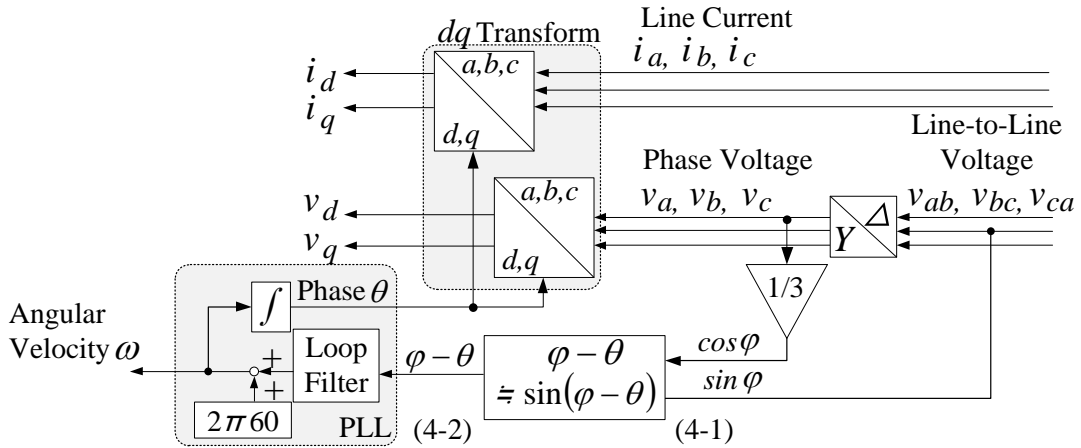 dq Transform
Line Current
i_a, i_b, i_c
i_d
i_q
a,b,c
d,q
Line-to-Line
Voltage
Phase Voltage
v_a, v_b, v_c
v_ab, v_bc, v_ca
v_d
v_q
a,b,c
d,q
Δ
Y
1/3
∫
Phase θ
Angular
Velocity ω
+
+
Loop
Filter
2π60
PLL
φ − θ
φ − θ
≒ sin(φ − θ)
cosφ
sinφ
(4-2)
(4-1)